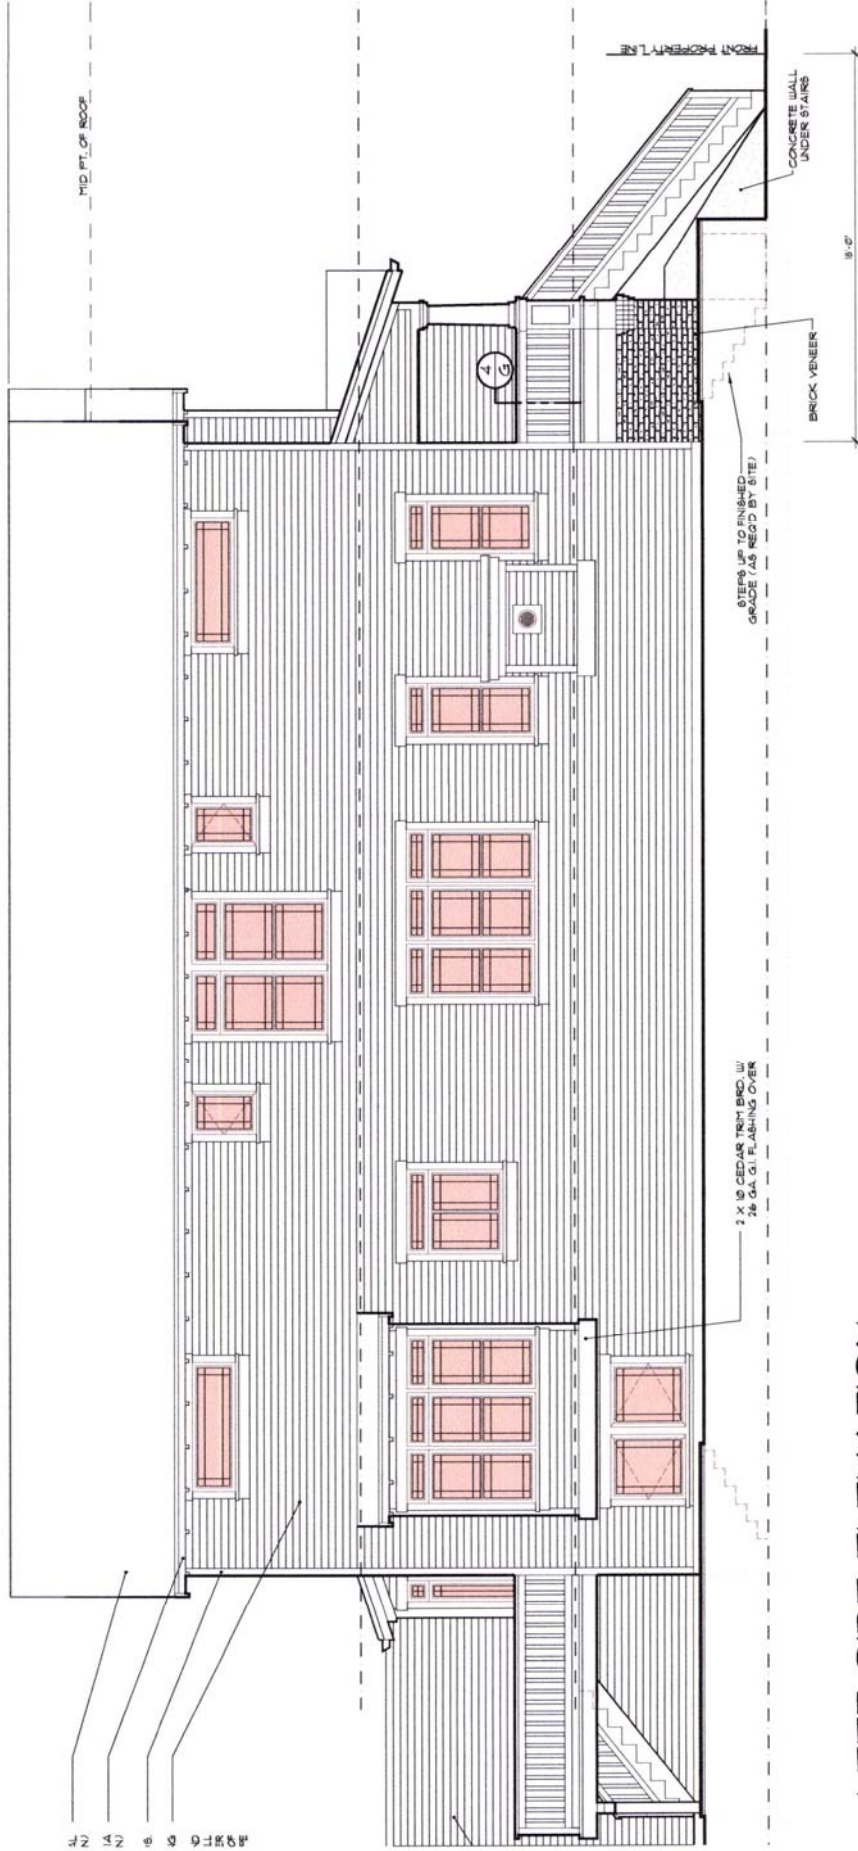 MID PT. OF ROOF
FRONT PROPERTY LINE
CONCRETE WALL
UNDER STAIRS
18'-0"
4
G
BRICK VENEER
STEPS UP TO FINISHED
GRADE (AS REQ'D BY SITE)
2 X 10 CEDAR TRIM BRD. W/
26 GA. G.I. FLASHING OVER